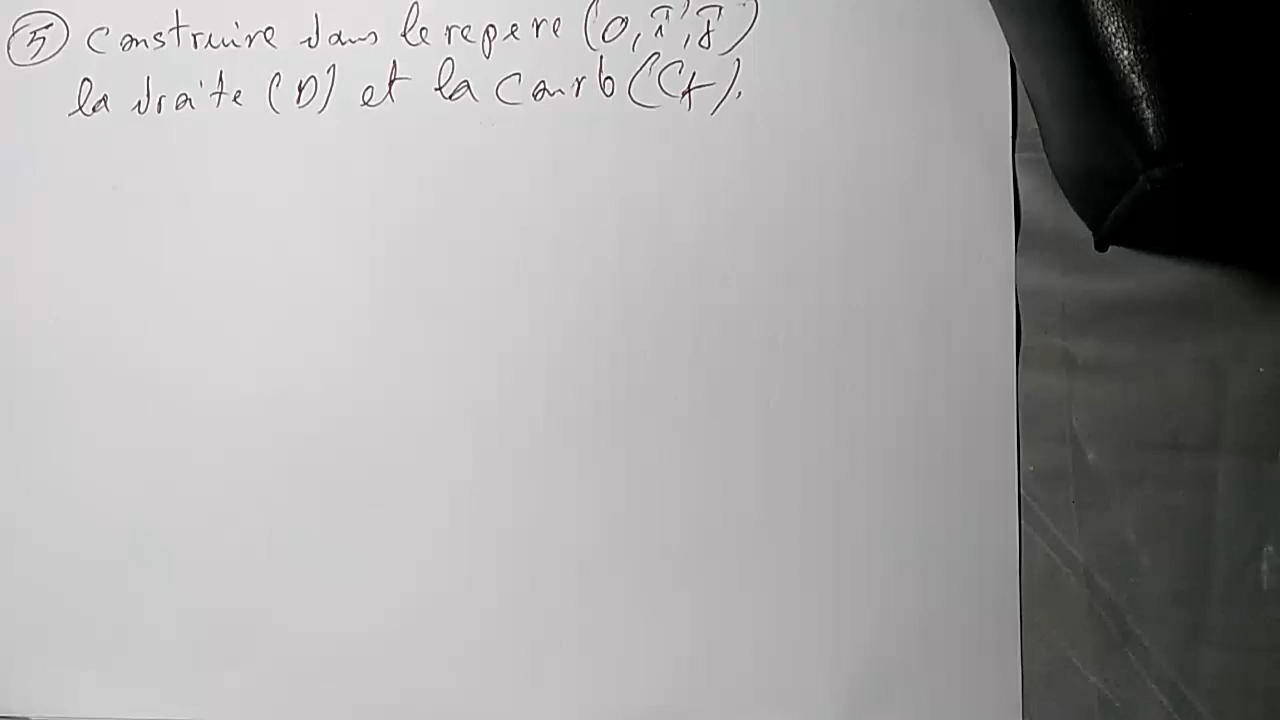 ⑤ construire dans le repere (O, i⃗, j⃗)
la droite (D) et la courb (Cf).